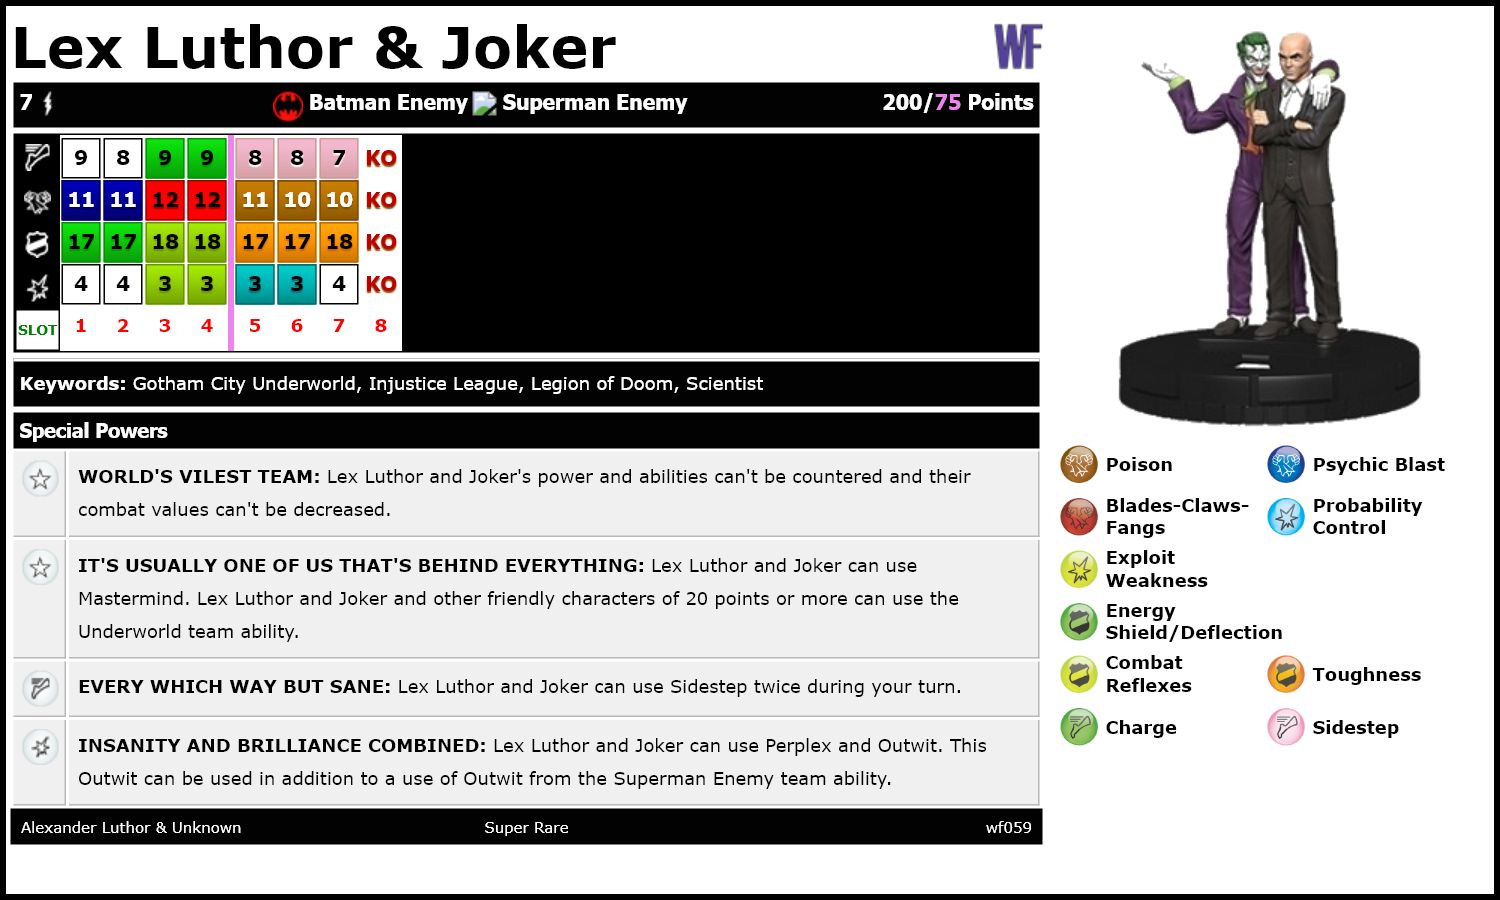 Lex Luthor & Joker
WF
7 Batman Enemy Superman Enemy 200/75 Points
9 8 9 9 8 8 7 KO
11 11 12 12 11 10 10 KO
17 17 18 18 17 17 18 KO
4 4 3 3 3 3 4 KO
SLOT 1 2 3 4 5 6 7 8
Keywords: Gotham City Underworld, Injustice League, Legion of Doom, Scientist
Special Powers
WORLD'S VILEST TEAM: Lex Luthor and Joker's power and abilities can't be countered and their
combat values can't be decreased.
IT'S USUALLY ONE OF US THAT'S BEHIND EVERYTHING: Lex Luthor and Joker can use
Mastermind. Lex Luthor and Joker and other friendly characters of 20 points or more can use the
Underworld team ability.
EVERY WHICH WAY BUT SANE: Lex Luthor and Joker can use Sidestep twice during your turn.
INSANITY AND BRILLIANCE COMBINED: Lex Luthor and Joker can use Perplex and Outwit. This
Outwit can be used in addition to a use of Outwit from the Superman Enemy team ability.
Alexander Luthor & Unknown Super Rare wf059
Poison Psychic Blast
Blades-Claws-
Fangs
Probability
Control
Exploit
Weakness
Energy
Shield/Deflection
Combat
Reflexes
Toughness
Charge Sidestep